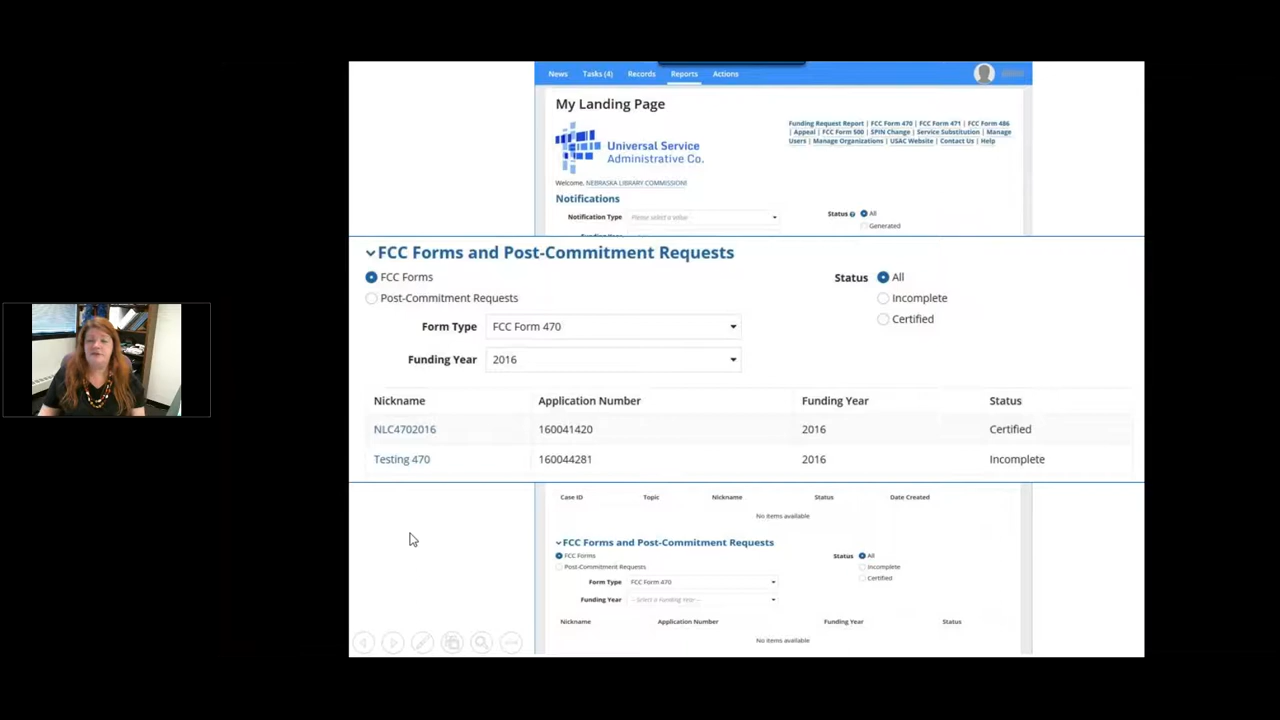 News Tasks (4) Records Reports Actions
My Landing Page
Funding Request Report | FCC Form 470 | FCC Form 471 | FCC Form 486
| Appeal | FCC Form 500 | SPIN Change | Service Substitution | Manage
Users | Manage Organizations | USAC Website | Contact Us | Help
Universal Service
Administrative Co.
Welcome, NEBRASKA LIBRARY COMMISSION!
Notifications
Notification Type Please select a value Status All
Generated
FCC Forms and Post-Commitment Requests
FCC Forms Status All
Post-Commitment Requests Incomplete
Certified
Form Type FCC Form 470
Funding Year 2016
Nickname Application Number Funding Year Status
NLC4702016 160041420 2016 Certified
Testing 470 160044281 2016 Incomplete
Case ID Topic Nickname Status Date Created
No items available
FCC Forms and Post-Commitment Requests
FCC Forms Status All
Post-Commitment Requests Incomplete
Certified
Form Type FCC Form 470
Funding Year -- Select a Funding Year --
Nickname Application Number Funding Year Status
No items available